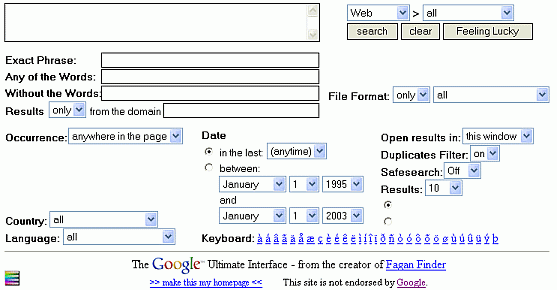 Web > all
search clear Feeling Lucky
Exact Phrase:
Any of the Words:
Without the Words:
File Format: only all
Results only from the domain
Occurrence: anywhere in the page
Date
in the last: (anytime)
between:
January 1 1995
and
January 1 2003
Open results in: this window
Duplicates Filter: on
Safesearch: Off
Results: 10
Country: all
Language: all
Keyboard: à á â ã ä å æ ç è é ê ë ì í î ï ð ñ ò ó ô õ ö ø ù ú û ü ý þ
The Google™ Ultimate Interface - from the creator of Fagan Finder
>> make this my homepage << This site is not endorsed by Google.